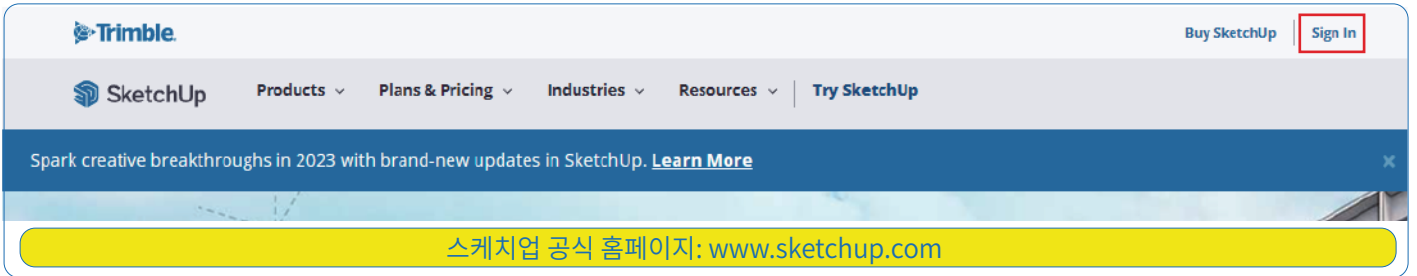 Trimble.
Buy SketchUp Sign In
SketchUp Products Plans & Pricing Industries Resources Try SketchUp
Spark creative breakthroughs in 2023 with brand-new updates in SketchUp. Learn More ×
스케치업 공식 홈페이지: www.sketchup.com